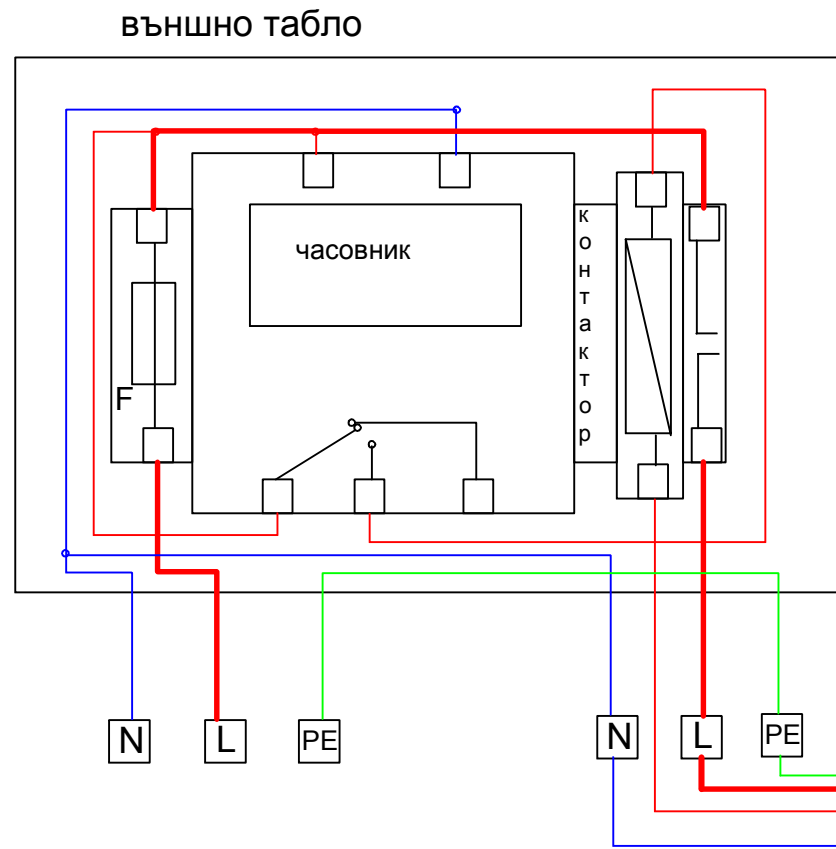 външно табло
часовник
контактор
F
N
L
PE
N
L
PE